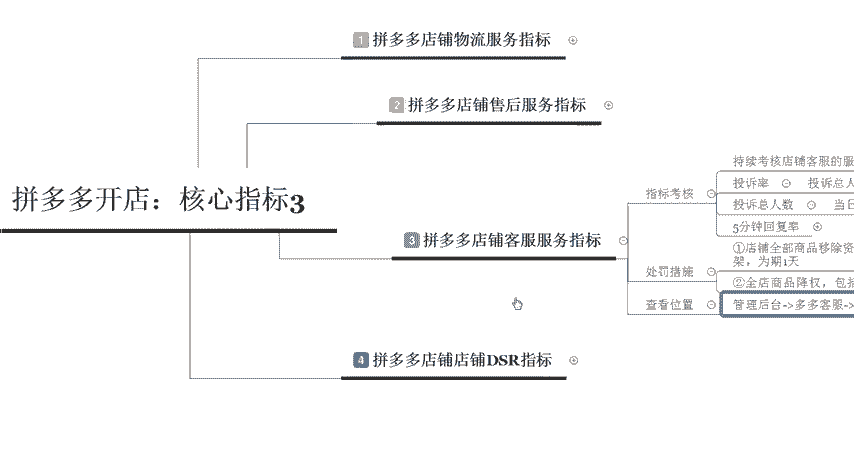 1 拼多多店铺物流服务指标
2 拼多多店铺售后服务指标
拼多多开店：核心指标3
3 拼多多店铺客服服务指标
指标考核
持续考核店铺客服的服
投诉率 投诉总人
投诉总人数 当日
5分钟回复率
处罚措施
①店铺全部商品移除资
架，为期1天
②全店商品降权，包括
查看位置
管理后台->多多客服->
4 拼多多店铺店铺DSR指标